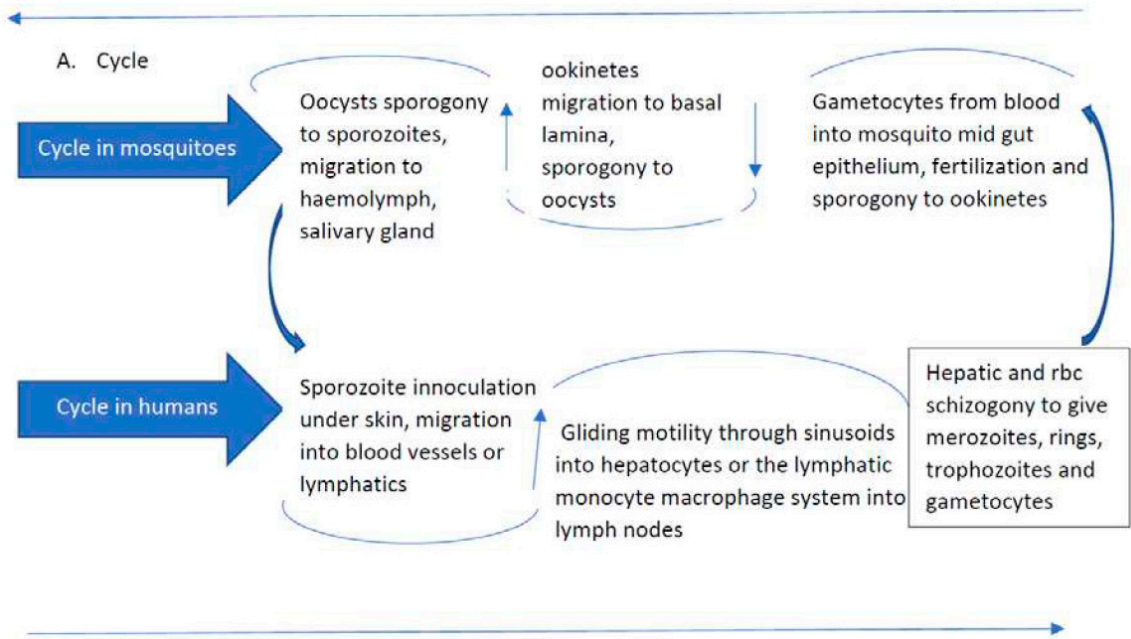 A. Cycle
Cycle in mosquitoes
Oocysts sporogony
to sporozoites,
migration to
haemolymph,
salivary gland
ookinetes
migration to basal
lamina,
sporogony to
oocysts
Gametocytes from blood
into mosquito mid gut
epithelium, fertilization and
sporogony to ookinetes
Cycle in humans
Sporozoite innoculation
under skin, migration
into blood vessels or
lymphatics
Gliding motility through sinusoids
into hepatocytes or the lymphatic
monocyte macrophage system into
lymph nodes
Hepatic and rbc
schizogony to give
merozoites, rings,
trophozoites and
gametocytes